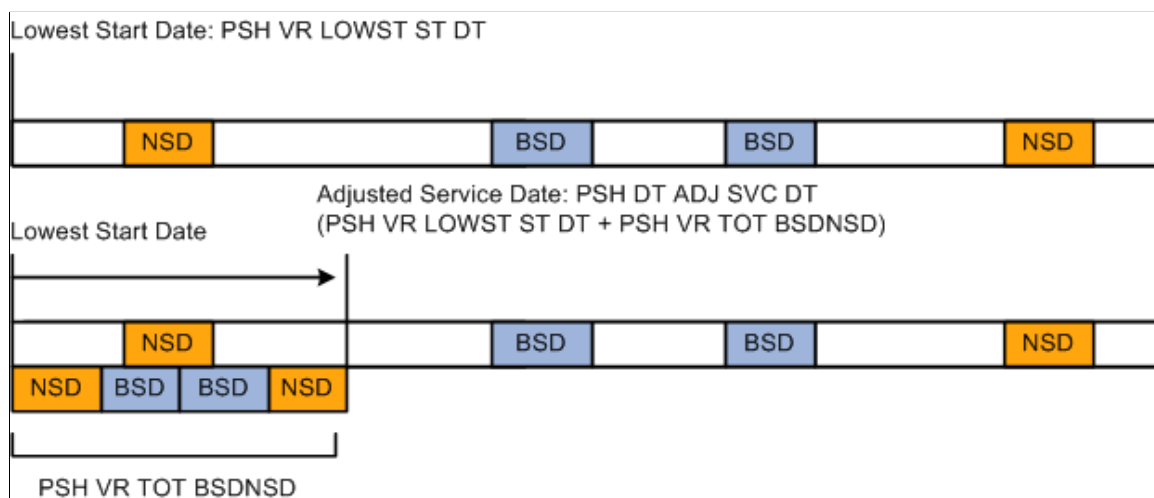 Lowest Start Date: PSH VR LOWST ST DT
NSD BSD BSD NSD
Adjusted Service Date: PSH DT ADJ SVC DT
(PSH VR LOWST ST DT + PSH VR TOT BSDNSD)
Lowest Start Date
NSD BSD BSD NSD
NSD BSD BSD NSD
PSH VR TOT BSDNSD